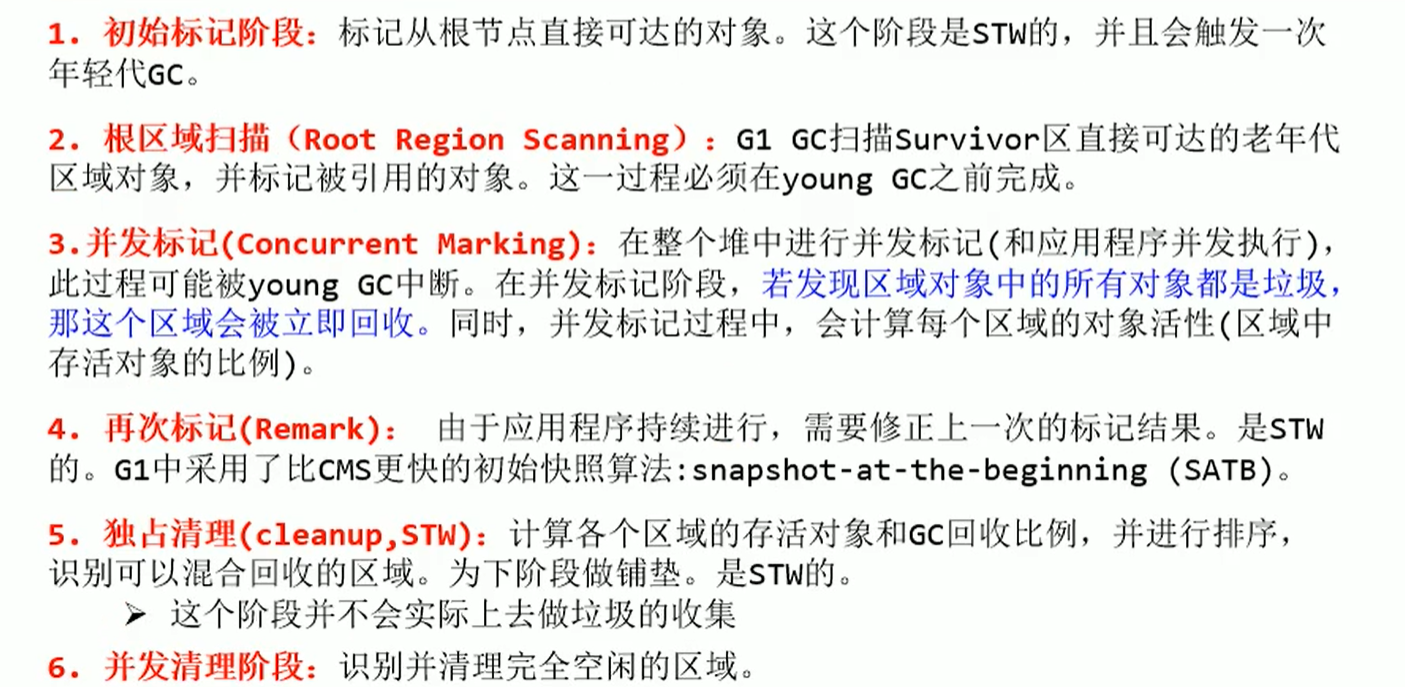 1. 初始标记阶段：标记从根节点直接可达的对象。这个阶段是STW的，并且会触发一次
年轻代GC。
2. 根区域扫描（Root Region Scanning）：G1 GC扫描Survivor区直接可达的老年代
区域对象，并标记被引用的对象。这一过程必须在young GC之前完成。
3.并发标记(Concurrent Marking)：在整个堆中进行并发标记(和应用程序并发执行)，
此过程可能被young GC中断。在并发标记阶段，若发现区域对象中的所有对象都是垃圾，
那这个区域会被立即回收。同时，并发标记过程中，会计算每个区域的对象活性(区域中
存活对象的比例)。
4. 再次标记(Remark)： 由于应用程序持续进行，需要修正上一次的标记结果。是STW
的。G1中采用了比CMS更快的初始快照算法:snapshot-at-the-beginning (SATB)。
5. 独占清理(cleanup,STW)：计算各个区域的存活对象和GC回收比例，并进行排序，
识别可以混合回收的区域。为下阶段做铺垫。是STW的。
➢ 这个阶段并不会实际上去做垃圾的收集
6. 并发清理阶段：识别并清理完全空闲的区域。